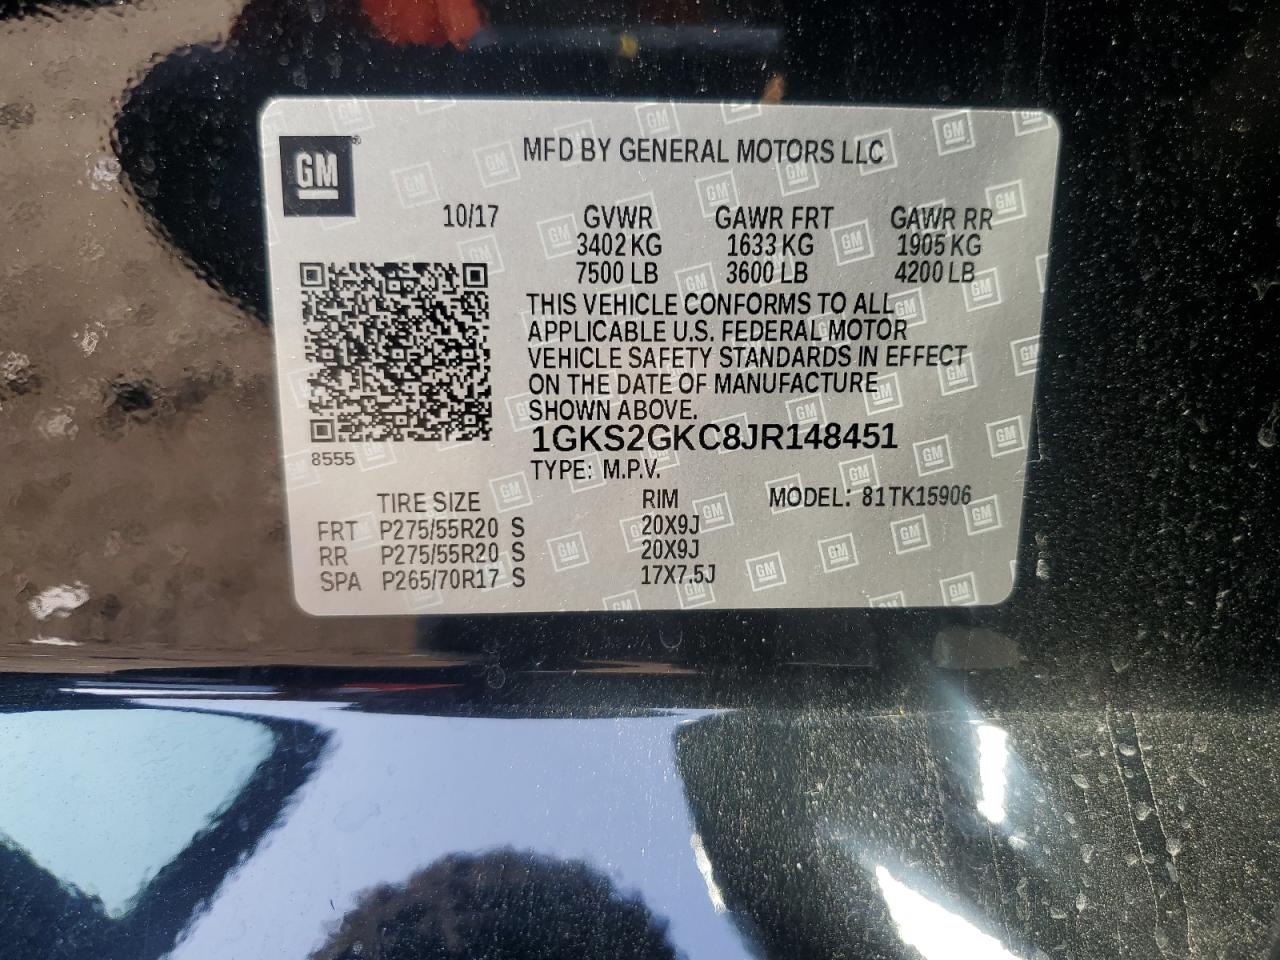 MFD BY GENERAL MOTORS LLC
GM®
10/17 GVWR GAWR FRT GAWR RR
3402 KG 1633 KG 1905 KG
7500 LB 3600 LB 4200 LB
THIS VEHICLE CONFORMS TO ALL
APPLICABLE U.S. FEDERAL MOTOR
VEHICLE SAFETY STANDARDS IN EFFECT
ON THE DATE OF MANUFACTURE
SHOWN ABOVE.
1GKS2GKC8JR148451
8555
TYPE: M.P.V.
TIRE SIZE RIM MODEL: 81TK15906
FRT P275/55R20 S 20X9J
RR P275/55R20 S 20X9J
SPA P265/70R17 S 17X7.5J